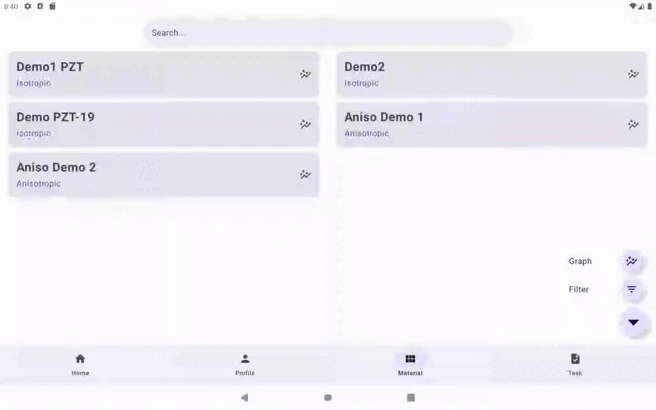 8:40
Search...
Demo1 PZT
Isotropic
Demo2
Isotropic
Demo PZT-19
Isotropic
Aniso Demo 1
Anisotropic
Aniso Demo 2
Anisotropic
Graph
Filter
Home
Profile
Material
Task